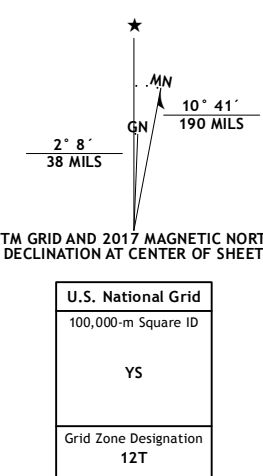 ★
MN
10° 41´
190 MILS
GN
2° 8´
38 MILS
TM GRID AND 2017 MAGNETIC NORT
DECLINATION AT CENTER OF SHEET
U.S. National Grid
100,000-m Square ID
YS
Grid Zone Designation
12T